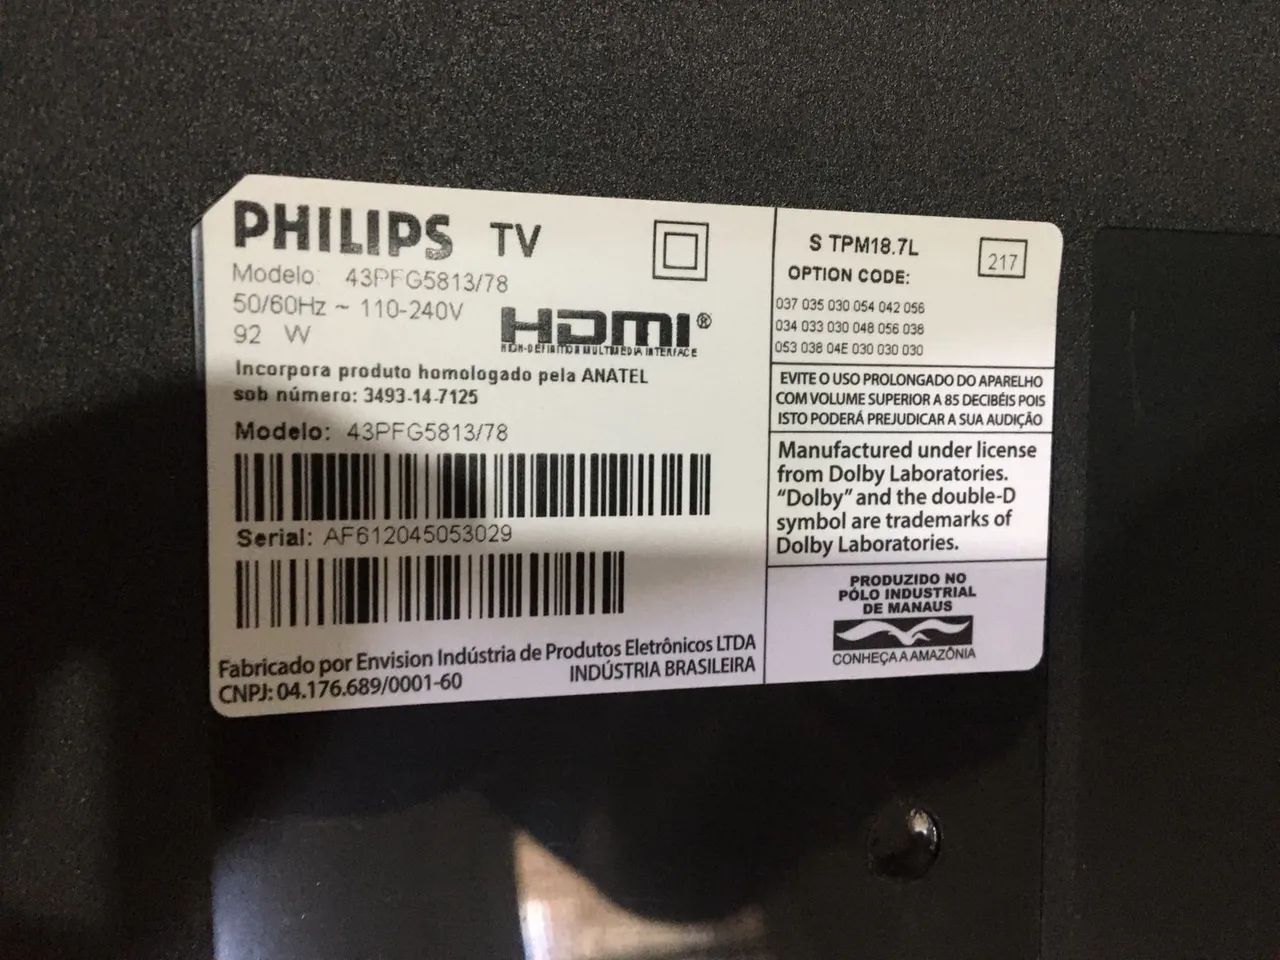 PHILIPS TV
Modelo: 43PFG5813/78
50/60Hz ~ 110-240V
92 W
HDMI®
HIGH-DEFINITION MULTIMEDIA INTERFACE
Incorpora produto homologado pela ANATEL
sob número: 3493-14-7125
Modelo: 43PFG5813/78
Serial: AF612045053029
Fabricado por Envision Indústria de Produtos Eletrônicos LTDA
CNPJ: 04.176.689/0001-60
INDÚSTRIA BRASILEIRA
S TPM18.7L
217
OPTION CODE:
037 035 030 054 042 056
034 033 030 048 056 038
053 038 04E 030 030 030
EVITE O USO PROLONGADO DO APARELHO
COM VOLUME SUPERIOR A 85 DECIBÉIS POIS
ISTO PODERÁ PREJUDICAR A SUA AUDIÇÃO
Manufactured under license
from Dolby Laboratories.
“Dolby” and the double-D
symbol are trademarks of
Dolby Laboratories.
PRODUZIDO NO
PÓLO INDUSTRIAL
DE MANAUS
CONHEÇA A AMAZÔNIA